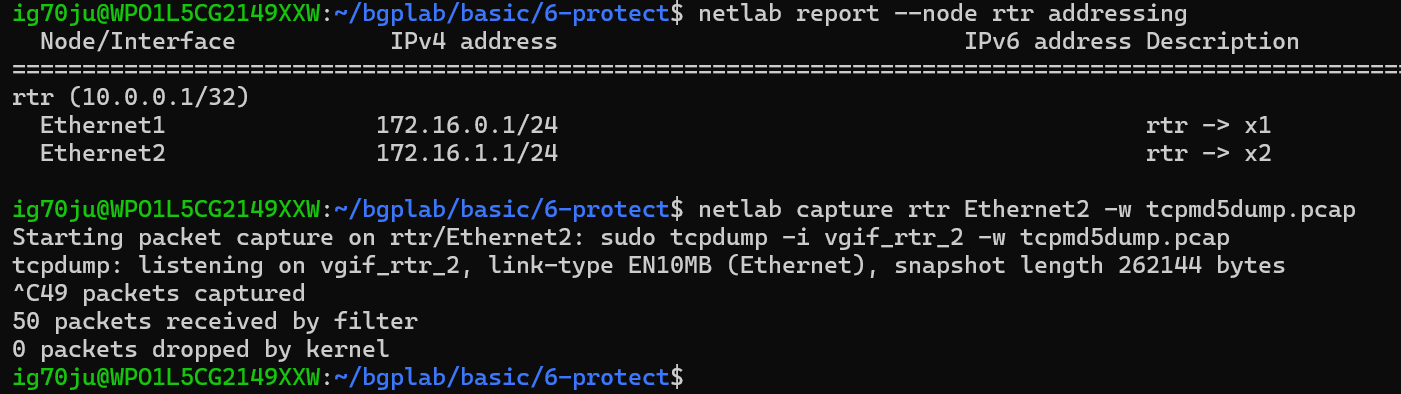 ig70ju@WPO1L5CG2149XXW:~/bgplab/basic/6-protect$ netlab report --node rtr addressing
Node/Interface IPv4 address IPv6 address Description
====================================================================================================
rtr (10.0.0.1/32)
Ethernet1 172.16.0.1/24 rtr -> x1
Ethernet2 172.16.1.1/24 rtr -> x2
ig70ju@WPO1L5CG2149XXW:~/bgplab/basic/6-protect$ netlab capture rtr Ethernet2 -w tcpmd5dump.pcap
Starting packet capture on rtr/Ethernet2: sudo tcpdump -i vgif_rtr_2 -w tcpmd5dump.pcap
tcpdump: listening on vgif_rtr_2, link-type EN10MB (Ethernet), snapshot length 262144 bytes
^C49 packets captured
50 packets received by filter
0 packets dropped by kernel
ig70ju@WPO1L5CG2149XXW:~/bgplab/basic/6-protect$